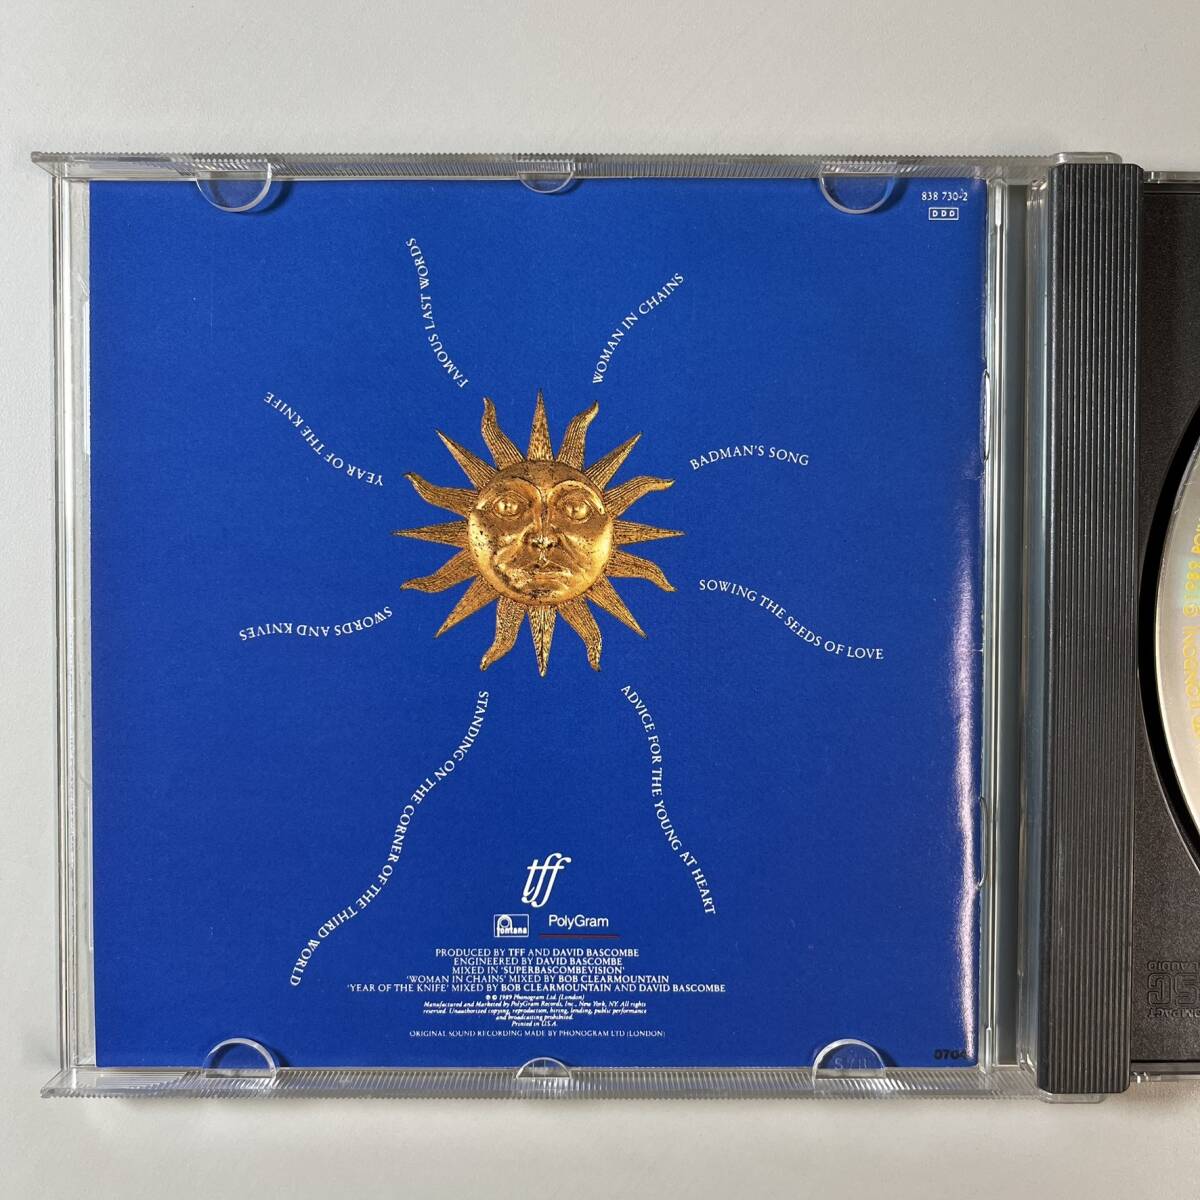 838 730-2
DDD
FAMOUS LAST WORDS
WOMAN IN CHAINS
YEAR OF THE KNIFE
BADMAN'S SONG
SOWING THE SEEDS OF LOVE
SWORDS AND KNIVES
ADVICE FOR THE YOUNG AT HEART
STANDING ON THE CORNER OF THE THIRD WORLD
tff
fontana
PolyGram
PRODUCED BY TFF AND DAVID BASCOMBE
ENGINEERED BY DAVID BASCOMBE
MIXED IN 'SUPERBASCOMBEVISION'
'WOMAN IN CHAINS' MIXED BY BOB CLEARMOUNTAIN
'YEAR OF THE KNIFE' MIXED BY BOB CLEARMOUNTAIN AND DAVID BASCOMBE
℗ © 1989 Phonogram Ltd. (London)
Manufactured and Marketed by PolyGram Records, Inc., New York, NY. All rights
reserved. Unauthorized copying, reproduction, hiring, lending, public performance
and broadcasting prohibited.
Printed in U.S.A.
ORIGINAL SOUND RECORDING MADE BY PHONOGRAM LTD (LONDON)